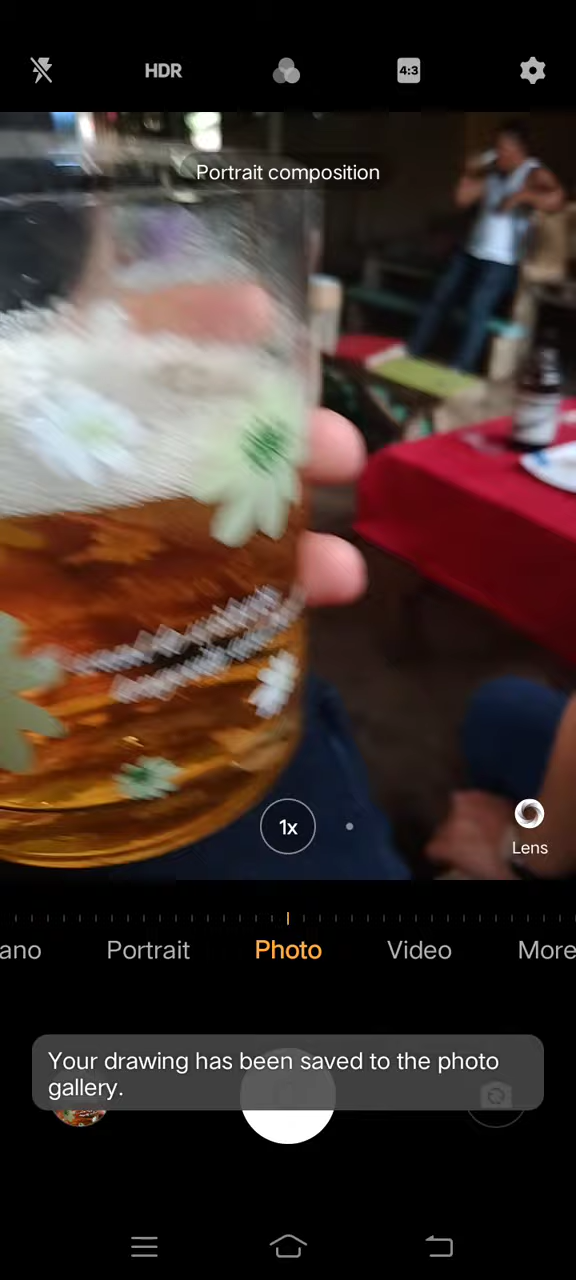 HDR
4:3
Portrait composition
1x
Lens
ano
Portrait
Photo
Video
More
Your drawing has been saved to the photo
gallery.